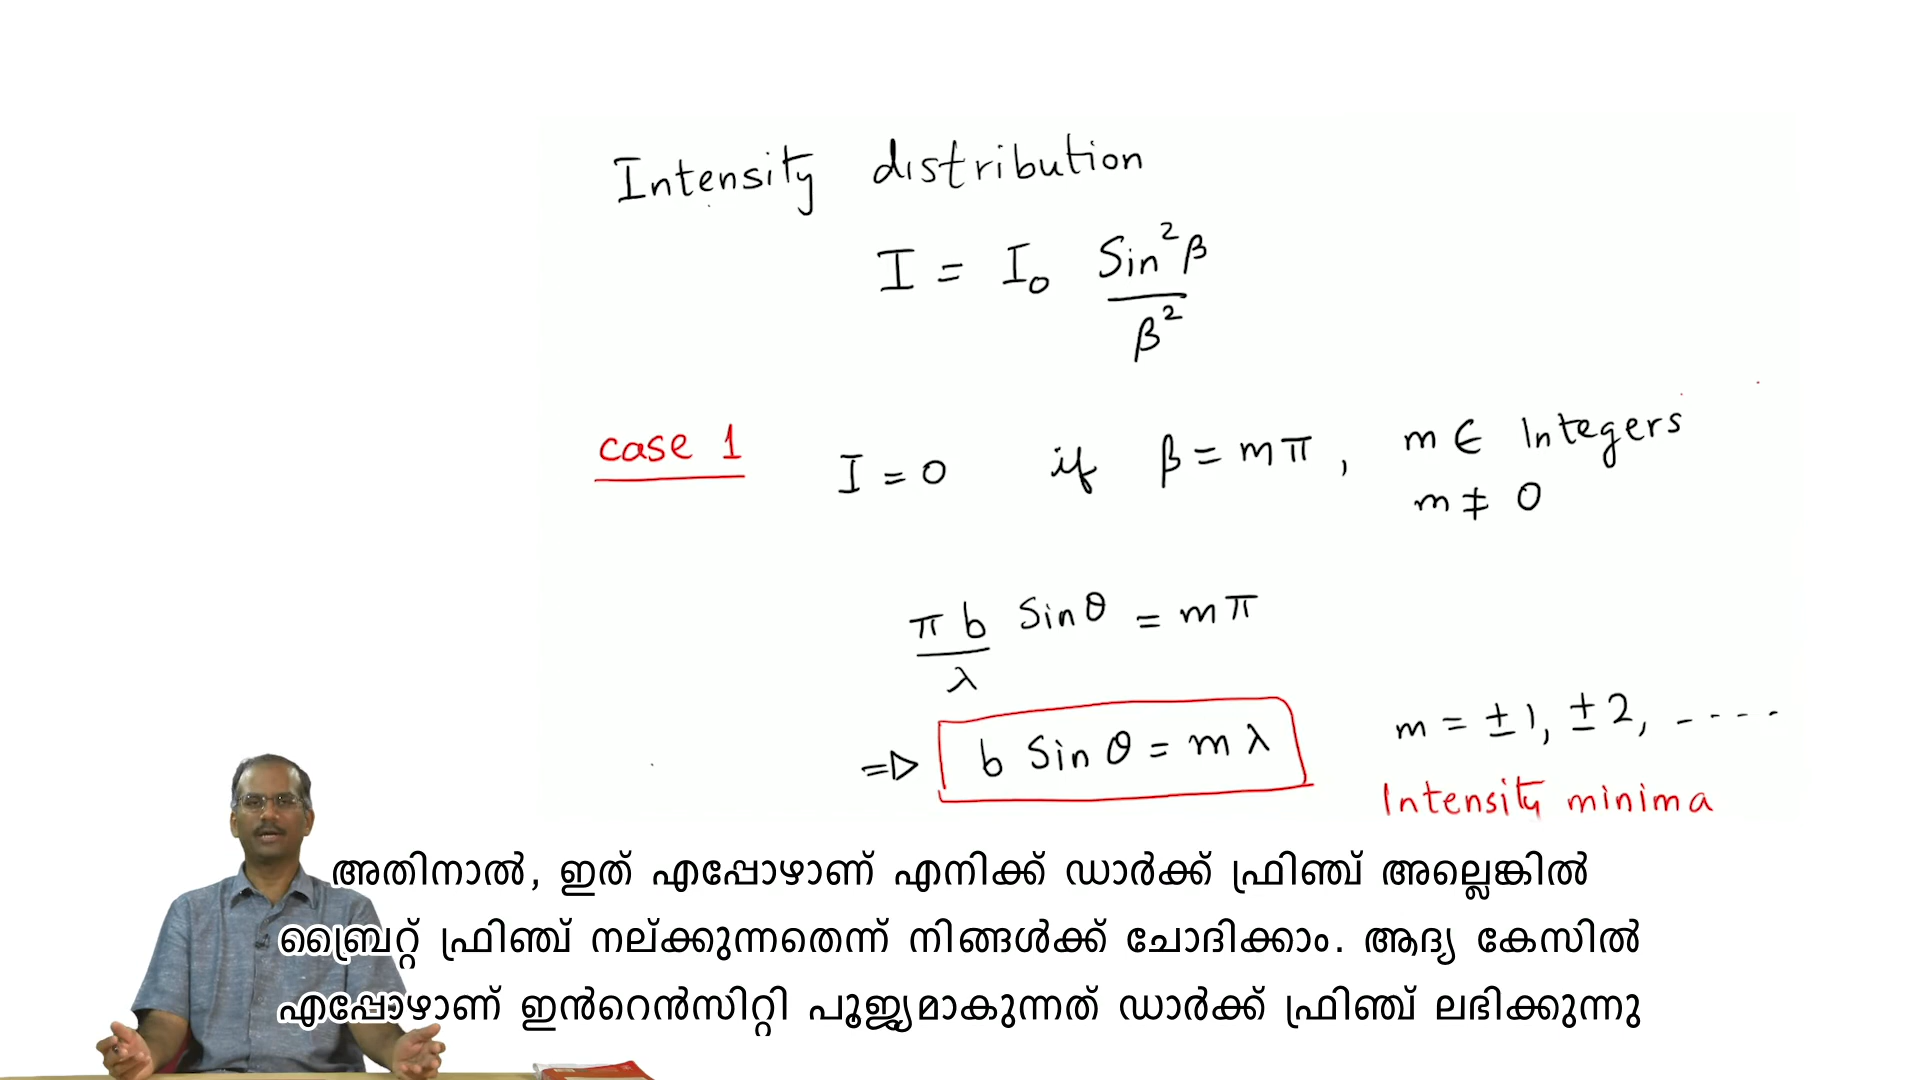 Intensity distribution
I = I₀ Sin²β / β²
case 1 I = 0 if β = mπ, m ∈ Integers
m ≠ 0
πb/λ Sinθ = mπ
⇒ b Sin θ = m λ m = ±1, ±2, ----
Intensity minima
അതിനാൽ, ഇത് എപ്പോഴാണ് എനിക്ക് ഡാർക്ക് ഫ്രിഞ്ച് അല്ലെങ്കിൽ
ബ്രൈറ്റ് ഫ്രിഞ്ച് നല്ക്കുന്നതെന്ന് നിങ്ങൾക്ക് ചോദിക്കാം. ആദ്യ കേസിൽ
എപ്പോഴാണ് ഇൻറെൻസിറ്റി പൂജ്യമാകുന്നത് ഡാർക്ക് ഫ്രിഞ്ച് ലഭിക്കുന്നു